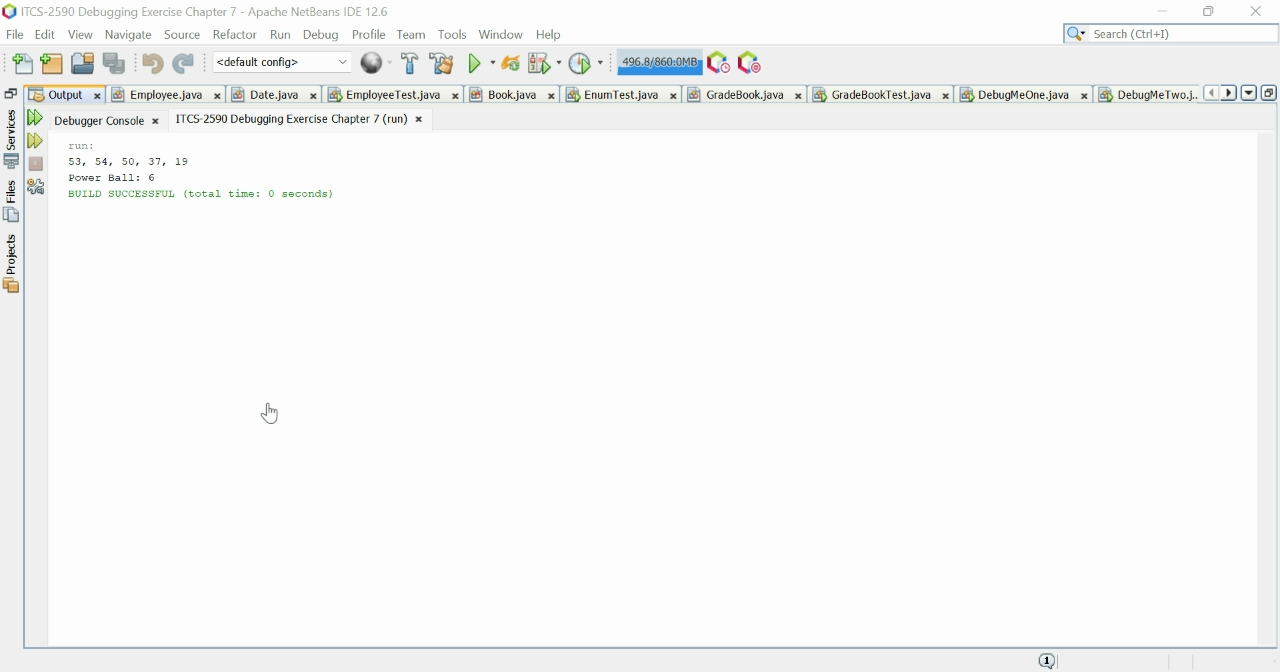 ITCS-2590 Debugging Exercise Chapter 7 - Apache NetBeans IDE 12.6
File Edit View Navigate Source Refactor Run Debug Profile Team Tools Window Help
Search (Ctrl+I)
<default config>
496.8/860:0MB
Output Employee.java Date.java EmployeeTest.java Book.java EnumTest.java GradeBook.java GradeBookTest.java DebugMeOne.java DebugMeTwo.j..
Services
Files
Projects
Debugger Console ITCS-2590 Debugging Exercise Chapter 7 (run)
run:
53, 54, 50, 37, 19
Power Ball: 6
BUILD SUCCESSFUL (total time: 0 seconds)
1